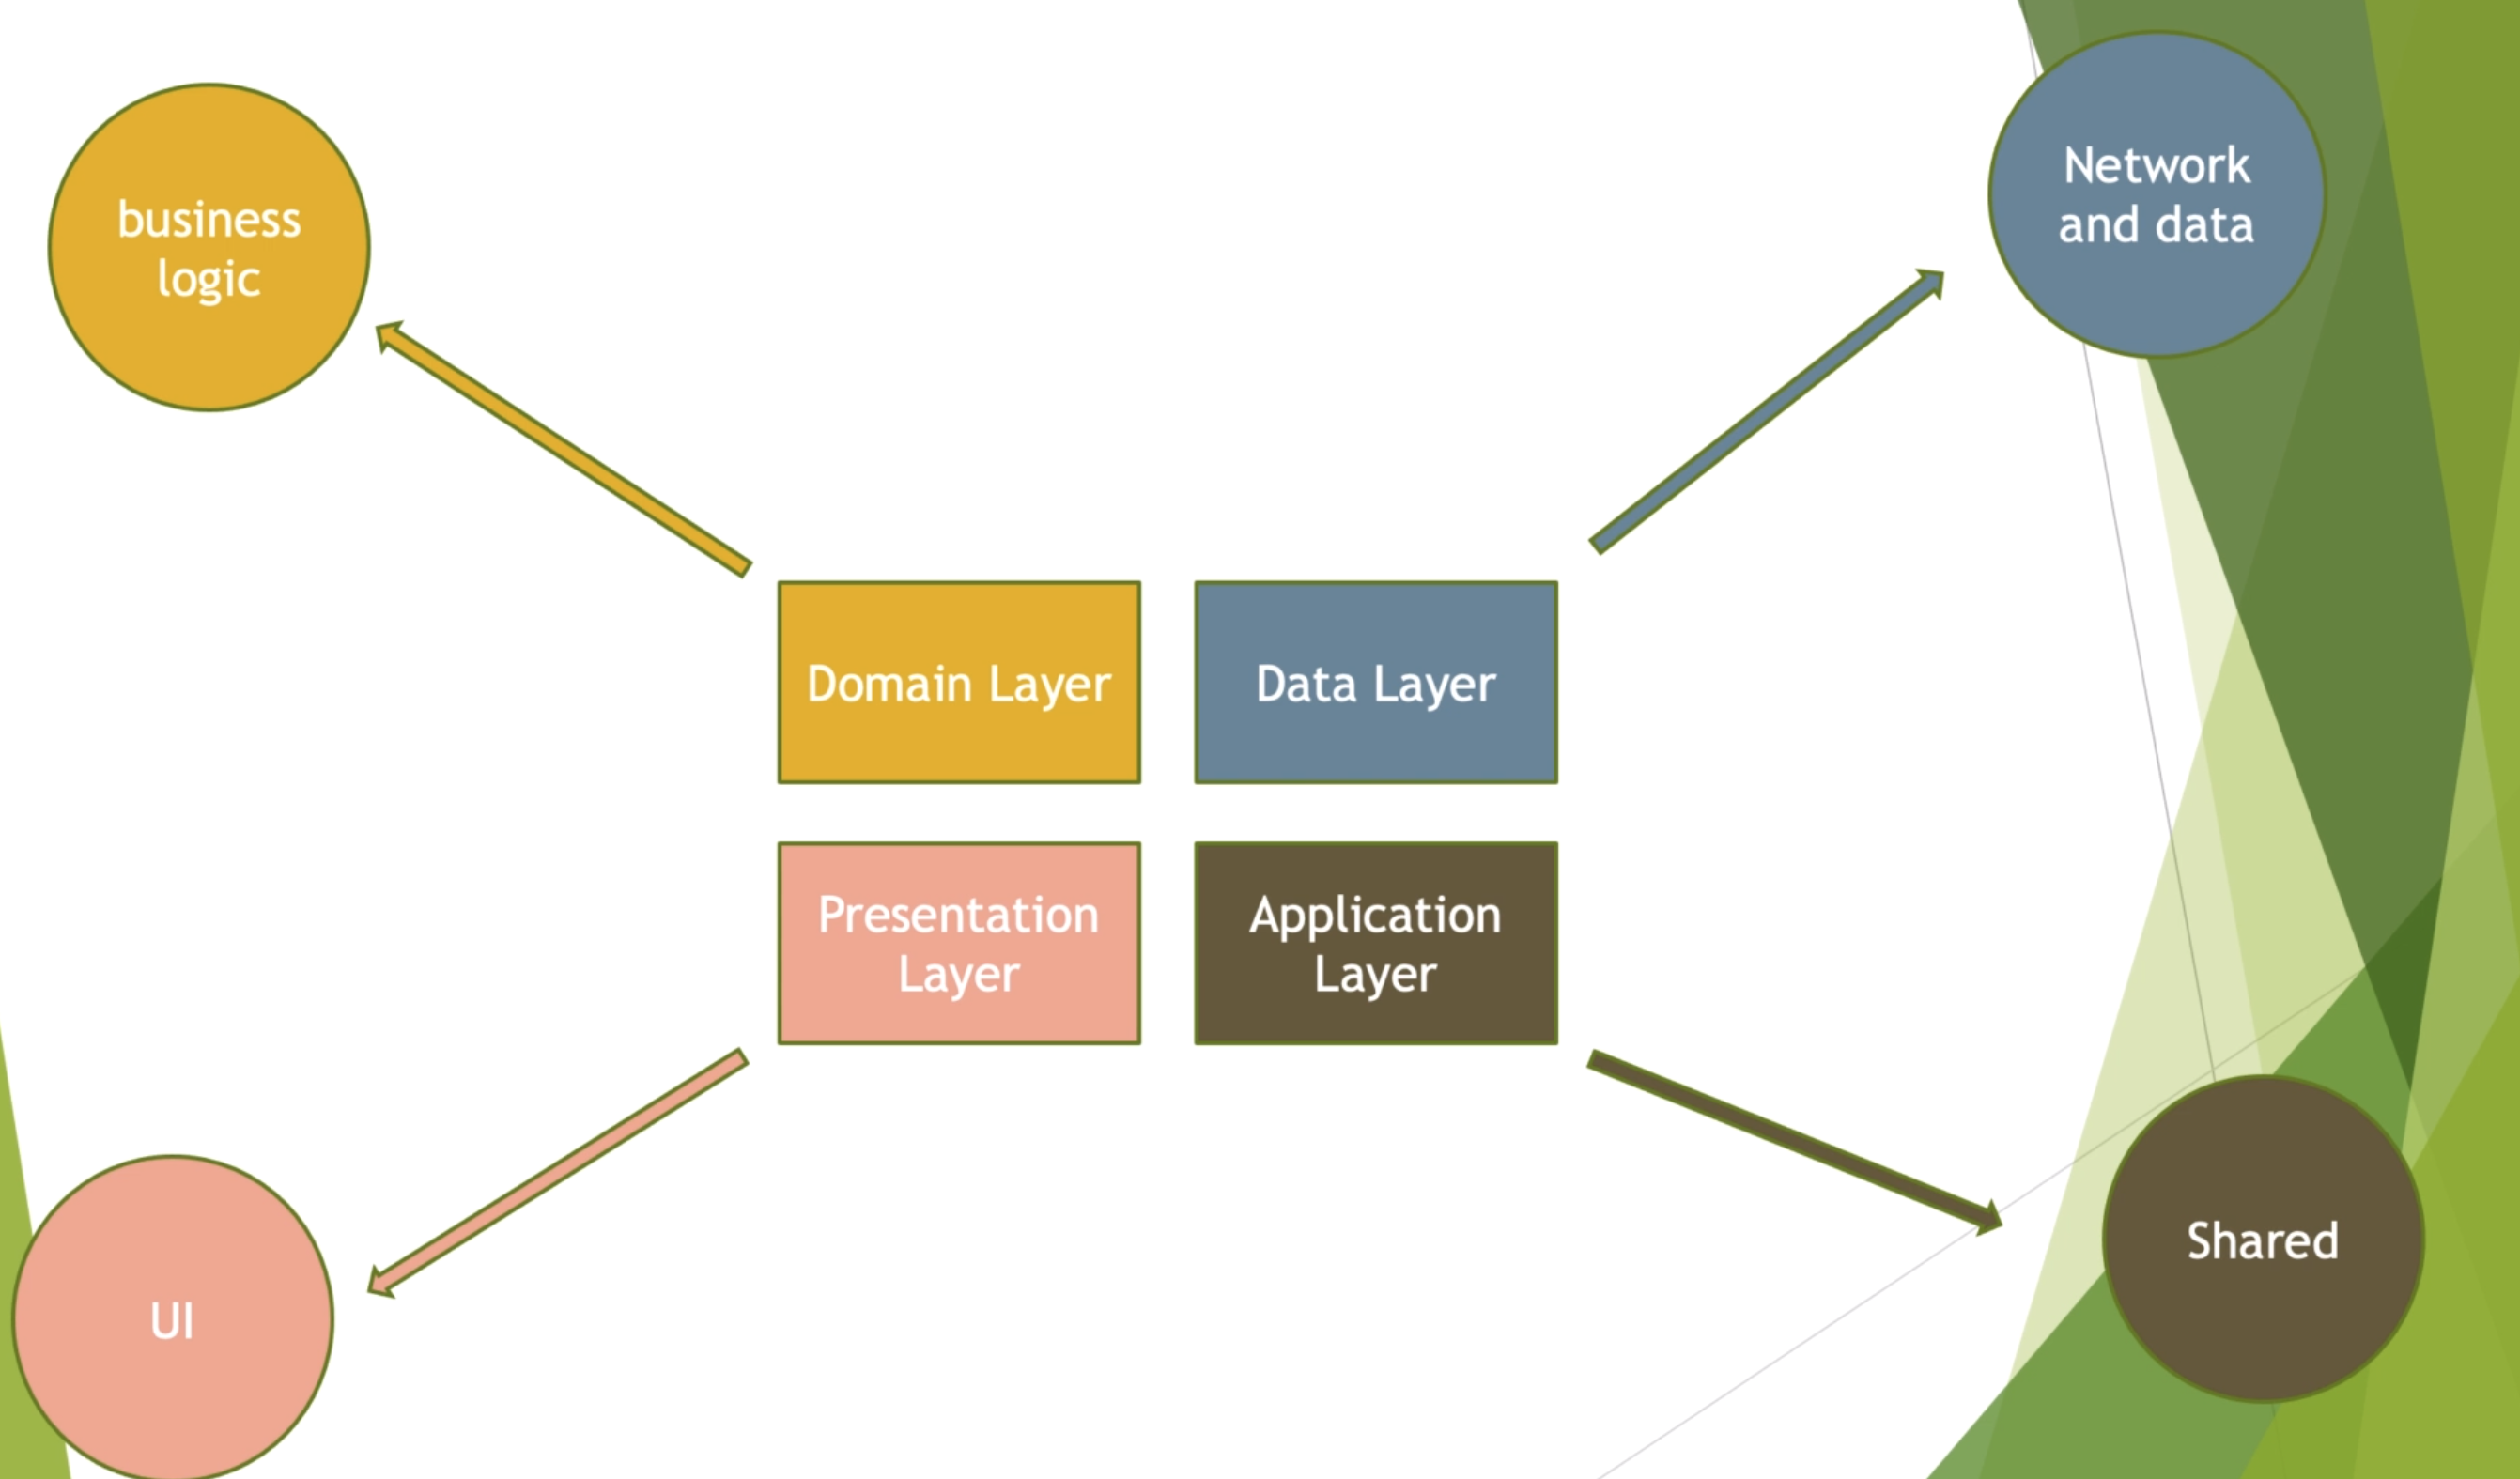 business
logic
Network
and data
Domain Layer
Data Layer
Presentation
Layer
Application
Layer
UI
Shared